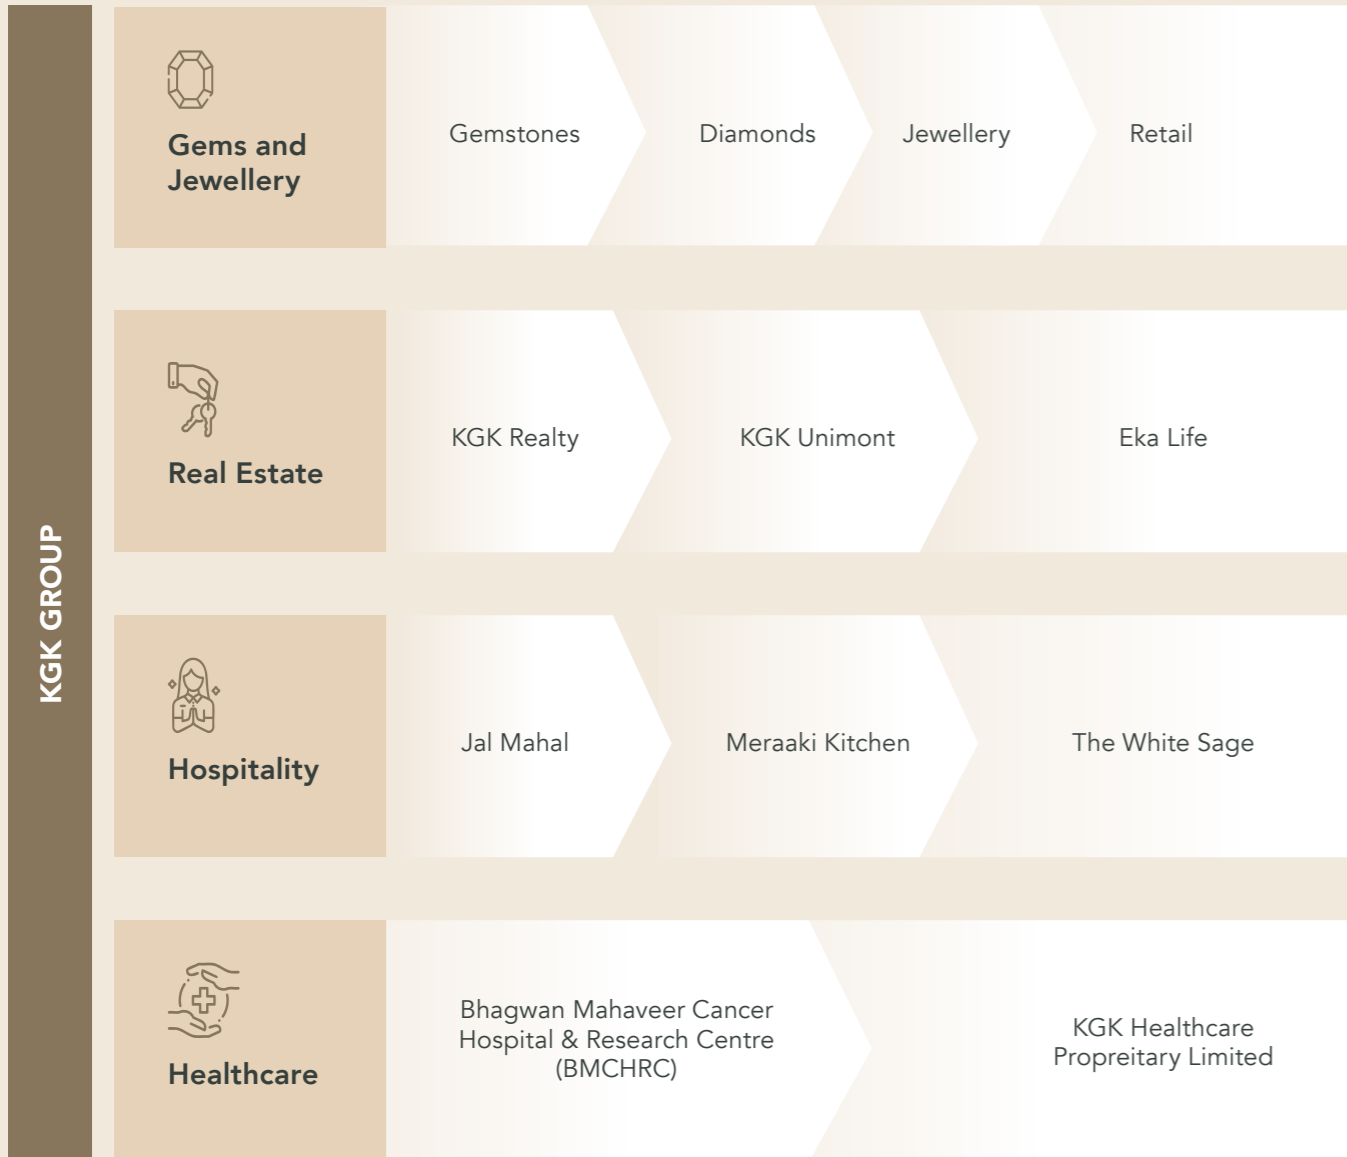 KGK GROUP
Gems and
Jewellery
Gemstones
Diamonds
Jewellery
Retail
Real Estate
KGK Realty
KGK Unimont
Eka Life
Hospitality
Jal Mahal
Meraaki Kitchen
The White Sage
Healthcare
Bhagwan Mahaveer Cancer
Hospital & Research Centre
(BMCHRC)
KGK Healthcare
Propreitary Limited